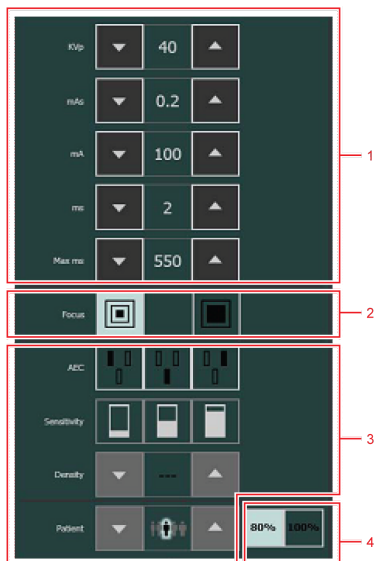 KVp 40
mAs 0.2
mA 100
1
ms 2
Max ms 550
Focus
2
AEC
Sensitivity
3
Density ---
Patient 80% 100%
4